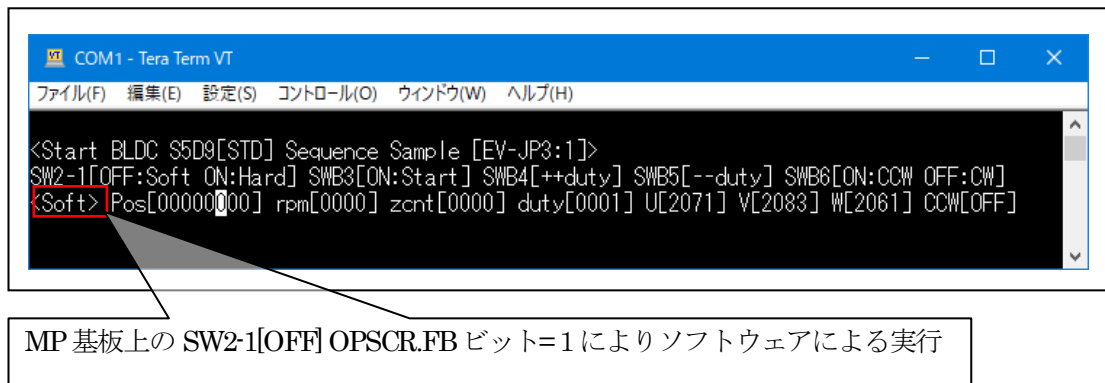 COM1 - Tera Term VT
ファイル(F) 編集(E) 設定(S) コントロール(O) ウィンドウ(W) ヘルプ(H)
<Start BLDC S5D9[STD] Sequence Sample [EV-JP3:1]>
SW2-1[OFF:Soft ON:Hard] SWB3[ON:Start] SWB4[++duty] SWB5[--duty] SWB6[ON:CCW OFF:CW]
<Soft> Pos[00000000] rpm[0000] zcnt[0000] duty[0001] U[2071] V[2083] W[2061] CCW[OFF]
MP 基板上の SW2-1[OFF] OPSCR.FB ビット=1によりソフトウェアによる実行